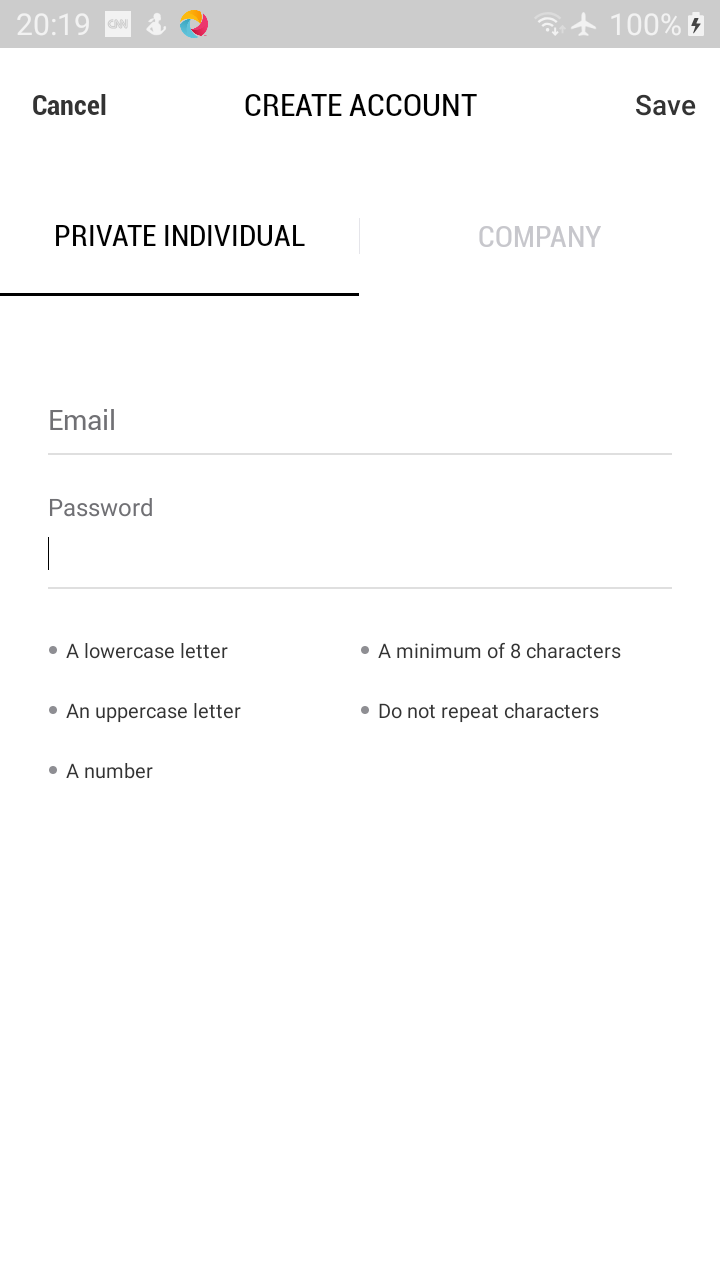 20:19 CNN 100%
Cancel CREATE ACCOUNT Save
PRIVATE INDIVIDUAL COMPANY
Email
Password
• A lowercase letter • A minimum of 8 characters
• An uppercase letter • Do not repeat characters
• A number